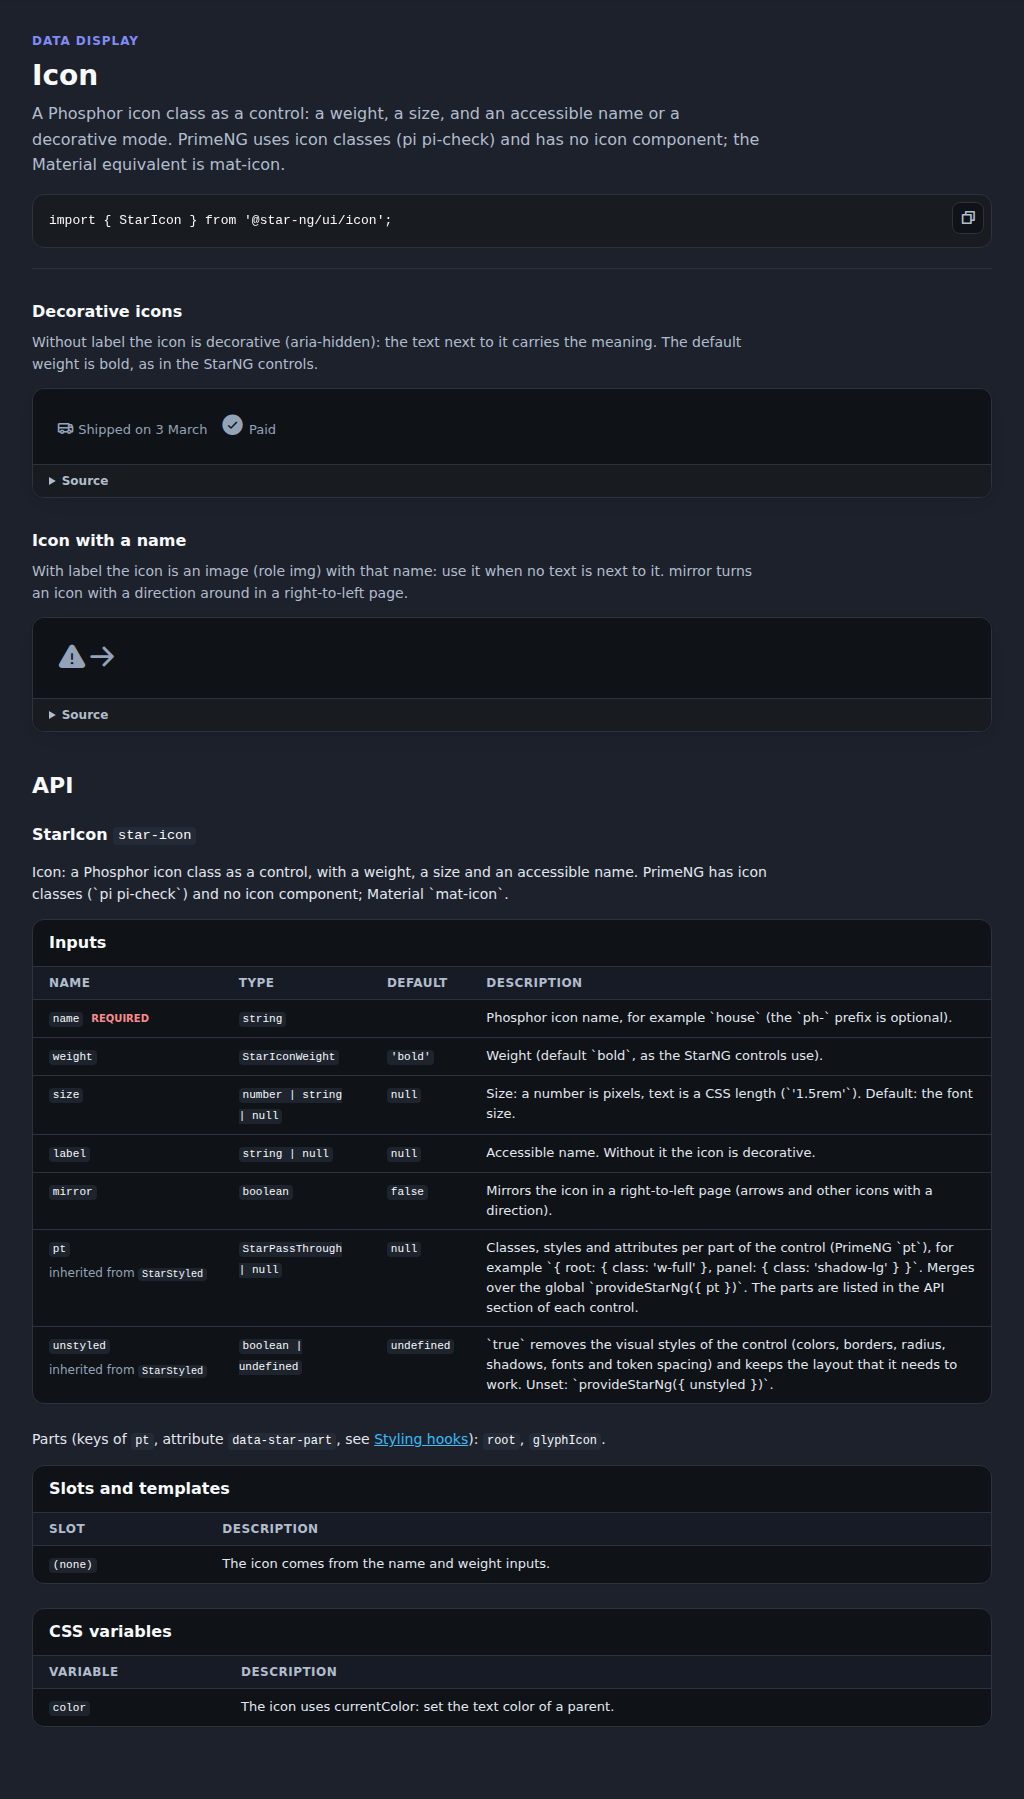 DATA DISPLAY
Icon
A Phosphor icon class as a control: a weight, a size, and an accessible name or a
decorative mode. PrimeNG uses icon classes (pi pi-check) and has no icon component; the
Material equivalent is mat-icon.
import { StarIcon } from '@star-ng/ui/icon';
Decorative icons
Without label the icon is decorative (aria-hidden): the text next to it carries the meaning. The default
weight is bold, as in the StarNG controls.
Shipped on 3 March Paid
Source
Icon with a name
With label the icon is an image (role img) with that name: use it when no text is next to it. mirror turns
an icon with a direction around in a right-to-left page.
Source
API
StarIcon star-icon
Icon: a Phosphor icon class as a control, with a weight, a size and an accessible name. PrimeNG has icon
classes (`pi pi-check`) and no icon component; Material `mat-icon`.
Inputs
NAME TYPE DEFAULT DESCRIPTION
name REQUIRED string Phosphor icon name, for example `house` (the `ph-` prefix is optional).
weight StarIconWeight 'bold' Weight (default `bold`, as the StarNG controls use).
size number | string null Size: a number is pixels, text is a CSS length (`'1.5rem'`). Default: the font
| null size.
label string | null null Accessible name. Without it the icon is decorative.
mirror boolean false Mirrors the icon in a right-to-left page (arrows and other icons with a
direction).
pt StarPassThrough null Classes, styles and attributes per part of the control (PrimeNG `pt`), for
inherited from StarStyled | null example `{ root: { class: 'w-full' }, panel: { class: 'shadow-lg' } }`. Merges
over the global `provideStarNg({ pt })`. The parts are listed in the API
section of each control.
unstyled boolean | undefined `true` removes the visual styles of the control (colors, borders, radius,
inherited from StarStyled undefined shadows, fonts and token spacing) and keeps the layout that it needs to
work. Unset: `provideStarNg({ unstyled })`.
Parts (keys of pt, attribute data-star-part, see Styling hooks): root, glyphIcon.
Slots and templates
SLOT DESCRIPTION
(none) The icon comes from the name and weight inputs.
CSS variables
VARIABLE DESCRIPTION
color The icon uses currentColor: set the text color of a parent.